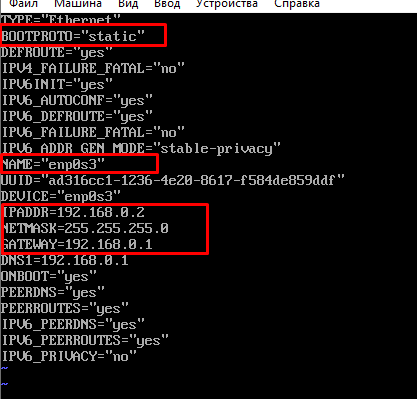 Файл Машина Вид Ввод Устройства Справка
TYPE="Ethernet"
BOOTPROTO="static"
DEFROUTE="yes"
IPV4_FAILURE_FATAL="no"
IPV6INIT="yes"
IPV6_AUTOCONF="yes"
IPV6_DEFROUTE="yes"
IPV6_FAILURE_FATAL="no"
IPV6_ADDR_GEN_MODE="stable-privacy"
NAME="enp0s3"
UUID="ad316cc1-1236-4e20-8617-f584de859ddf"
DEVICE="enp0s3"
IPADDR=192.168.0.2
NETMASK=255.255.255.0
GATEWAY=192.168.0.1
DNS1=192.168.0.1
ONBOOT="yes"
PEERDNS="yes"
PEERROUTES="yes"
IPV6_PEERDNS="yes"
IPV6_PEERROUTES="yes"
IPV6_PRIVACY="no"
~
~